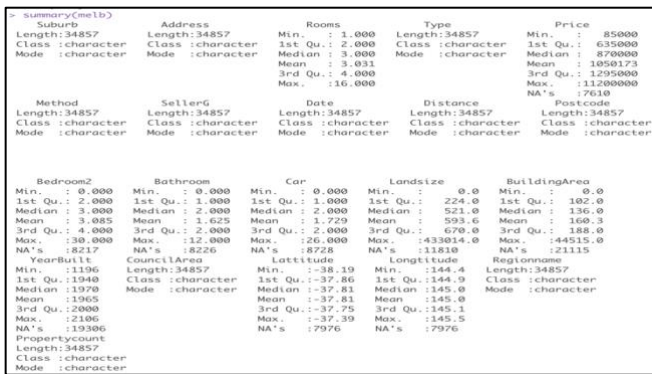 > summary(melb)
Suburb Address Rooms Type Price
Length:34857 Length:34857 Min. : 1.000 Length:34857 Min. : 85000
Class :character Class :character 1st Qu.: 2.000 Class :character 1st Qu.: 635000
Mode :character Mode :character Median : 3.000 Mode :character Median : 870000
Mean : 3.031 Mean : 1050173
3rd Qu.: 4.000 3rd Qu.: 1295000
Max. :16.000 Max. :11200000
NA's :7610
Method SellerG Date Distance Postcode
Length:34857 Length:34857 Length:34857 Length:34857 Length:34857
Class :character Class :character Class :character Class :character Class :character
Mode :character Mode :character Mode :character Mode :character Mode :character
Bedroom2 Bathroom Car Landsize BuildingArea
Min. : 0.000 Min. : 0.000 Min. : 0.000 Min. : 0.0 Min. : 0.0
1st Qu.: 2.000 1st Qu.: 1.000 1st Qu.: 1.000 1st Qu.: 224.0 1st Qu.: 102.0
Median : 3.000 Median : 2.000 Median : 2.000 Median : 521.0 Median : 136.0
Mean : 3.085 Mean : 1.625 Mean : 1.729 Mean : 593.6 Mean : 160.3
3rd Qu.: 4.000 3rd Qu.: 2.000 3rd Qu.: 2.000 3rd Qu.: 670.0 3rd Qu.: 188.0
Max. :30.000 Max. :12.000 Max. :26.000 Max. :433014.0 Max. :44515.0
NA's :8217 NA's :8226 NA's :8728 NA's :11810 NA's :21115
YearBuilt CouncilArea Lattitude Longtitude Regionname
Min. :1196 Length:34857 Min. :-38.19 Min. :144.4 Length:34857
1st Qu.:1940 Class :character 1st Qu.:-37.86 1st Qu.:144.9 Class :character
Median :1970 Mode :character Median :-37.81 Median :145.0 Mode :character
Mean :1965 Mean :-37.81 Mean :145.0
3rd Qu.:2000 3rd Qu.:-37.75 3rd Qu.:145.1
Max. :2106 Max. :-37.39 Max. :145.5
NA's :19306 NA's :7976 NA's :7976
Propertycount
Length:34857
Class :character
Mode :character